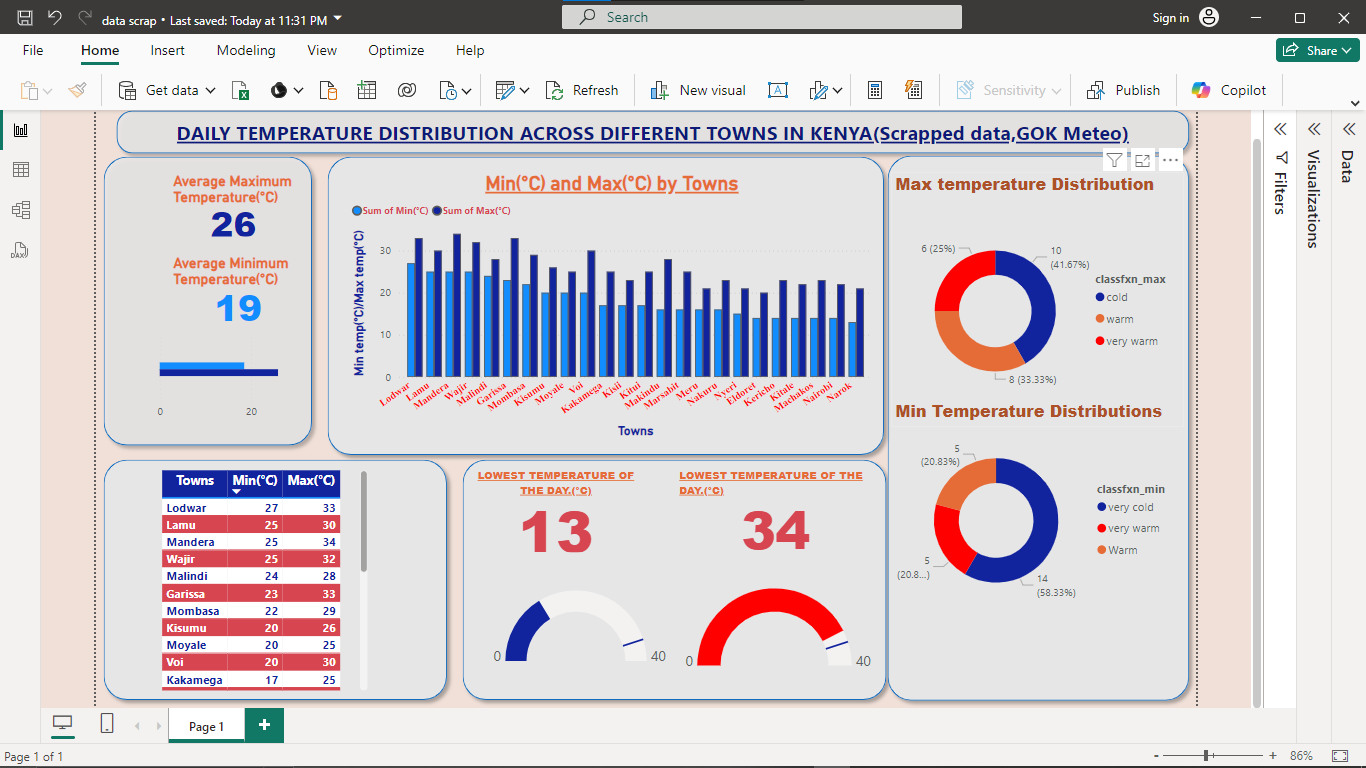 data scrap • Last saved: Today at 11:31 PM
Search
Sign in
File
Home
Insert
Modeling
View
Optimize
Help
Share
Get data
Refresh
New visual
Sensitivity
Publish
Copilot
DAILY TEMPERATURE DISTRIBUTION ACROSS DIFFERENT TOWNS IN KENYA(Scrapped data,GOK Meteo)
Average Maximum
Temperature(°C)
26
Average Minimum
Temperature(°C)
19
0
20
Min(°C) and Max(°C) by Towns
Sum of Min(°C)
Sum of Max(°C)
Min temp(°C)/Max temp(°C)
30
20
10
0
Lodwar
Lamu
Mandera
Wajir
Malindi
Garissa
Mombasa
Kisumu
Moyale
Voi
Kakamega
Kisii
Kitui
Makindu
Marsabit
Meru
Nakuru
Nyeri
Eldoret
Kericho
Kitale
Machakos
Nairobi
Narok
Towns
Max temperature Distribution
6 (25%)
10
(41.67%)
8 (33.33%)
classfxn_max
cold
warm
very warm
Min Temperature Distributions
5
(20.83%)
5
(20.8...)
14
(58.33%)
classfxn_min
very cold
very warm
Warm
Towns Min(°C) Max(°C)
Lodwar 27 33
Lamu 25 30
Mandera 25 34
Wajir 25 32
Malindi 24 28
Garissa 23 33
Mombasa 22 29
Kisumu 20 26
Moyale 20 25
Voi 20 30
Kakamega 17 25
LOWEST TEMPERATURE OF
THE DAY.(°C)
13
0
40
LOWEST TEMPERATURE OF THE
DAY.(°C)
34
0
40
Filters
Visualizations
Data
DAX
Page 1
+
Page 1 of 1
- + 86%